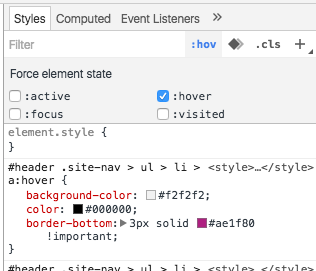 Styles Computed Event Listeners »
Filter :hov .cls +
Force element state
:active :hover
:focus :visited
element.style {
}
#header .site-nav > ul > li > <style>…</style>
a:hover {
background-color: #f2f2f2;
color: #000000;
border-bottom: 3px solid #ae1f80
!important;
}
#header .site-nav > ul > li > <style>…</style>